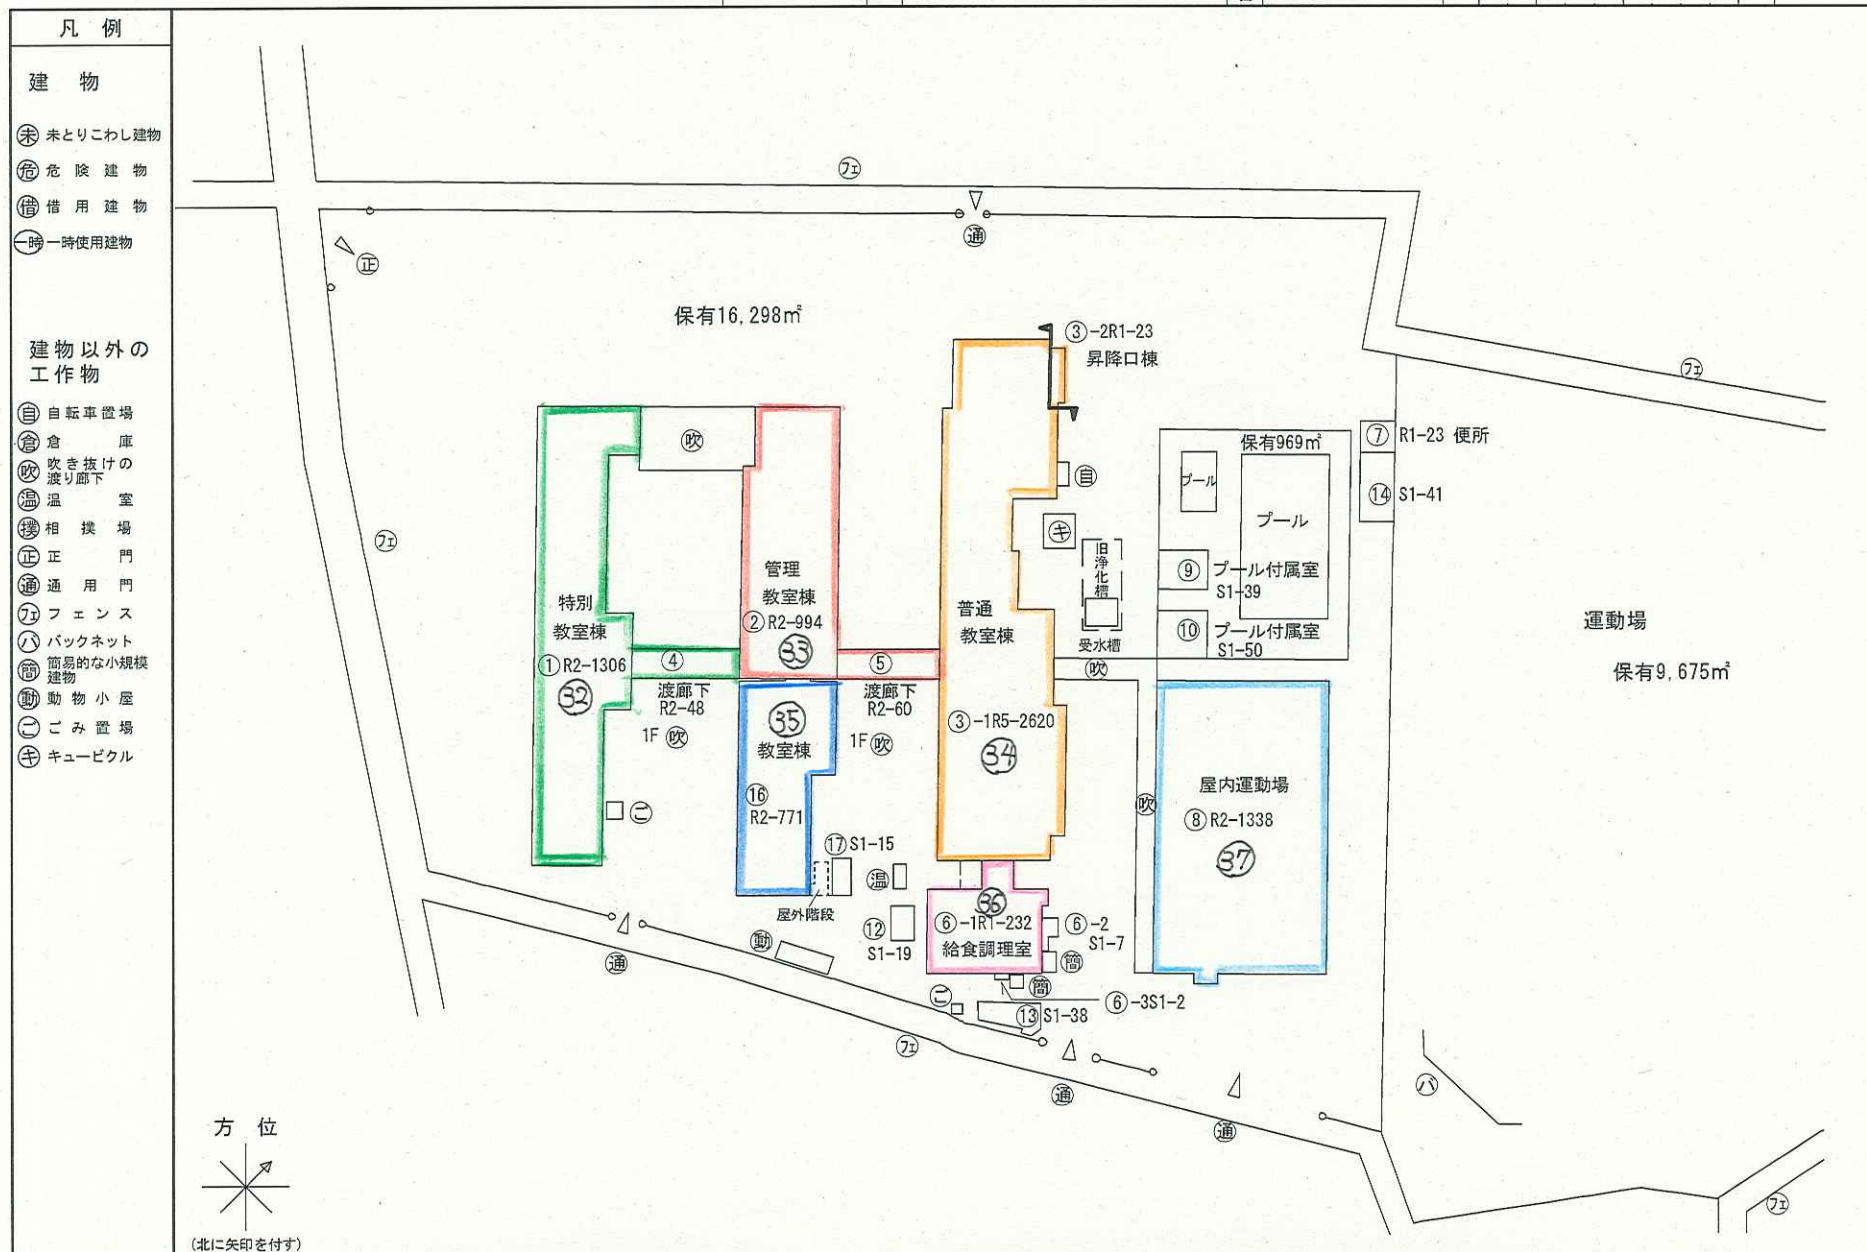 凡例
建物
未 未とりこわし建物
危 危険建物
借 借用建物
一時 一時使用建物
建物以外の
工作物
自 自転車置場
倉 倉庫
吹 吹き抜けの
渡り廊下
温 温室
撲 相撲場
正 正門
通 通用門
フェ フェンス
バ バックネット
簡 簡易的な小規模
建物
動 動物小屋
ご ごみ置場
キ キュービクル
フェ
通
正
保有16,298㎡
③-2R1-23
昇降口棟
フェ
吹
自
キ
旧浄化槽
受水槽
保有969㎡
プール
プール
⑦ R1-23 便所
⑭ S1-41
⑨ プール付属室
S1-39
⑩ プール付属室
S1-50
運動場
保有9,675㎡
フェ
特別
教室棟
①R2-1306
㉜
④
渡廊下
R2-48
1F 吹
管理
教室棟
②R2-994
㉝
⑤
渡廊下
R2-60
1F 吹
普通
教室棟
③-1R5-2620
㉞
吹
吹
㉟
教室棟
⑯
R2-771
屋内運動場
⑧R2-1338
㊲
ご
⑰S1-15
屋外階段
温
⑫
S1-19
㊱
⑥-1R1-232
給食調理室
⑥-2
S1-7
簡
簡
⑥-3S1-2
⑬S1-38
動
ご
通
フェ
通
通
バ
フェ
方位
(北に矢印を付す)